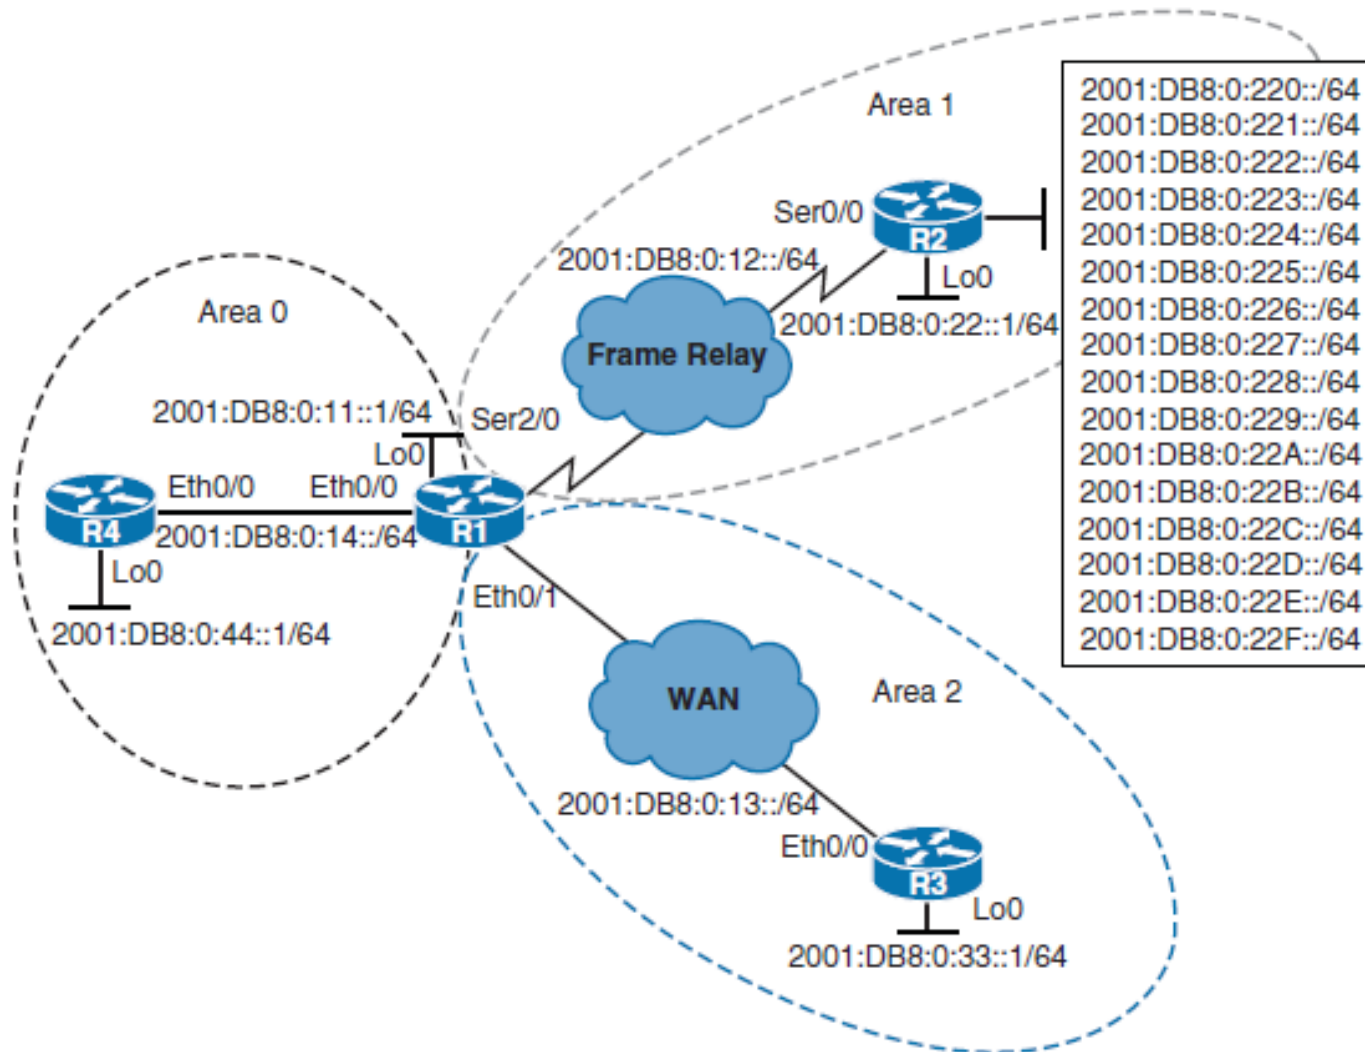 Area 1
2001:DB8:0:220::/64
2001:DB8:0:221::/64
2001:DB8:0:222::/64
2001:DB8:0:223::/64
2001:DB8:0:224::/64
2001:DB8:0:225::/64
2001:DB8:0:226::/64
2001:DB8:0:227::/64
2001:DB8:0:228::/64
2001:DB8:0:229::/64
2001:DB8:0:22A::/64
2001:DB8:0:22B::/64
2001:DB8:0:22C::/64
2001:DB8:0:22D::/64
2001:DB8:0:22E::/64
2001:DB8:0:22F::/64
Ser0/0
R2
2001:DB8:0:12::/64
Lo0
2001:DB8:0:22::1/64
Frame Relay
Area 0
2001:DB8:0:11::1/64
Ser2/0
Lo0
Eth0/0
Eth0/0
R4
2001:DB8:0:14::/64
R1
Lo0
2001:DB8:0:44::1/64
Eth0/1
WAN
Area 2
2001:DB8:0:13::/64
Eth0/0
R3
Lo0
2001:DB8:0:33::1/64